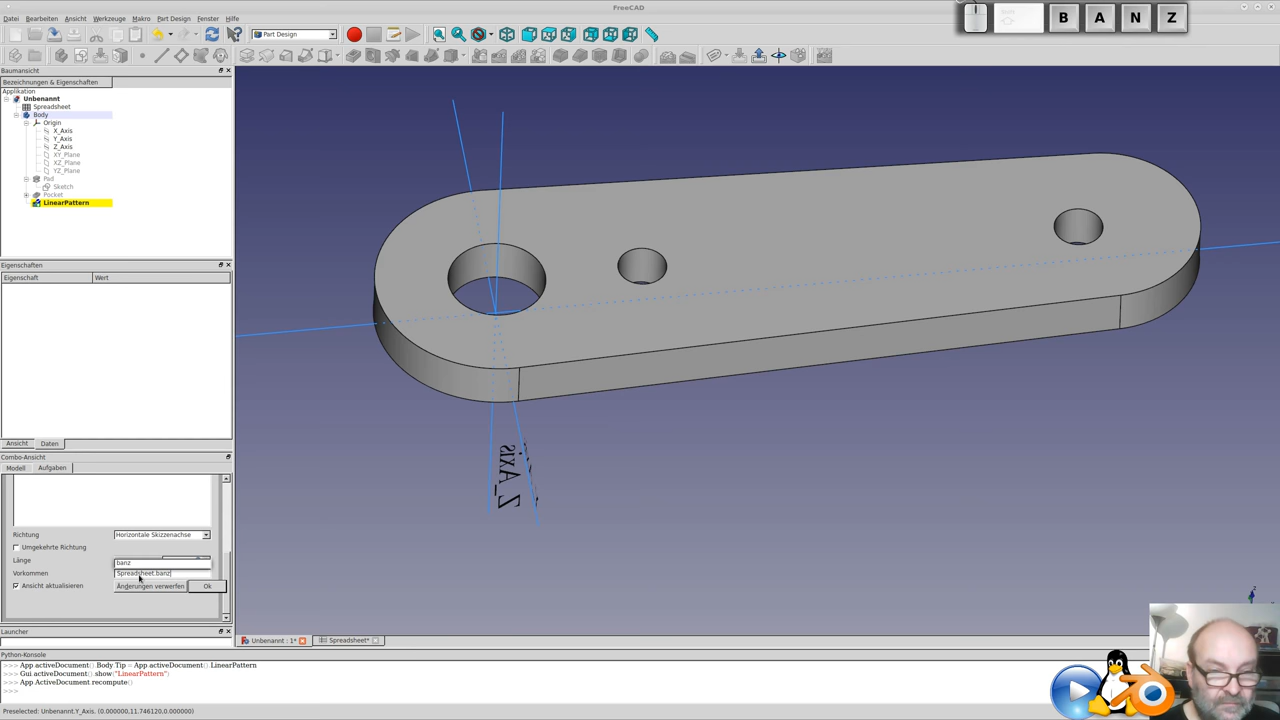 FreeCAD
Datei Bearbeiten Ansicht Werkzeuge Makro Part Design Fenster Hilfe
Part Design
B A N Z
Baumansicht
Bezeichnungen & Eigenschaften
Applikation
Unbenannt
Spreadsheet
Body
Origin
X_Axis
Y_Axis
Z_Axis
XY_Plane
XZ_Plane
YZ_Plane
Pad
Sketch
Pocket
LinearPattern
Eigenschaften
Eigenschaft Wert
Ansicht Daten
Combo-Ansicht
Modell Aufgaben
Richtung Horizontale Skizzenachse
Umgekehrte Richtung
Länge
banz
Vorkommen Spreadsheet.banz
Ansicht aktualisieren Änderungen verwerfen Ok
Launcher
Z_Axis
Unbenannt : 1* Spreadsheet*
Python-Konsole
>>> App activeDocument() Body Tip = App activeDocument() LinearPattern
>>> Gui activeDocument() show("LinearPattern")
>>> App ActiveDocument recompute()
>>>
Preselected: Unbenannt.Y_Axis. (0.000000,11.746120,0.000000)